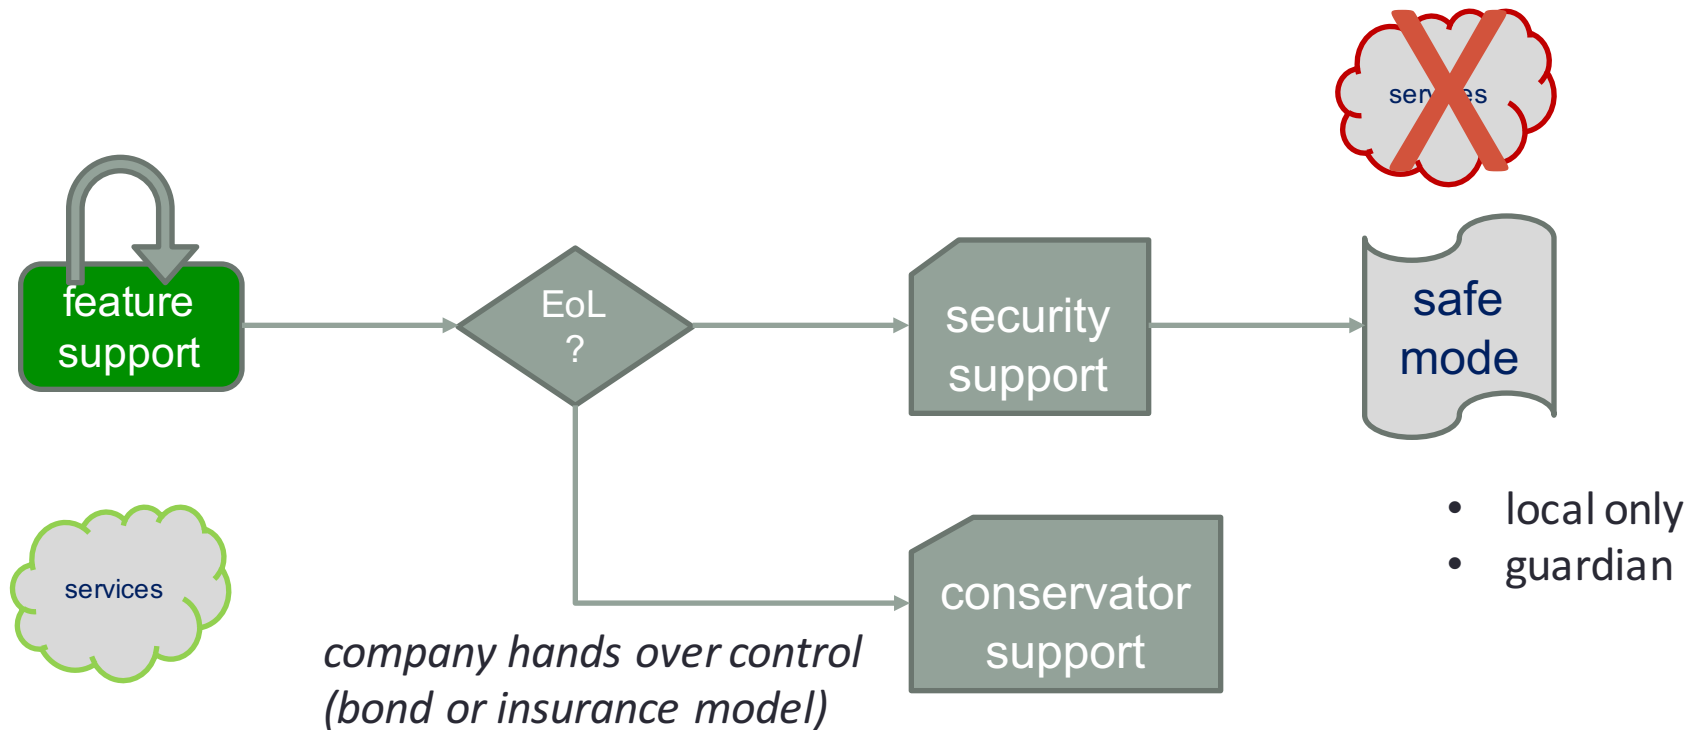 services
feature
support
EoL
?
security
support
safe
mode
• local only
• guardian
services
conservator
support
company hands over control
(bond or insurance model)